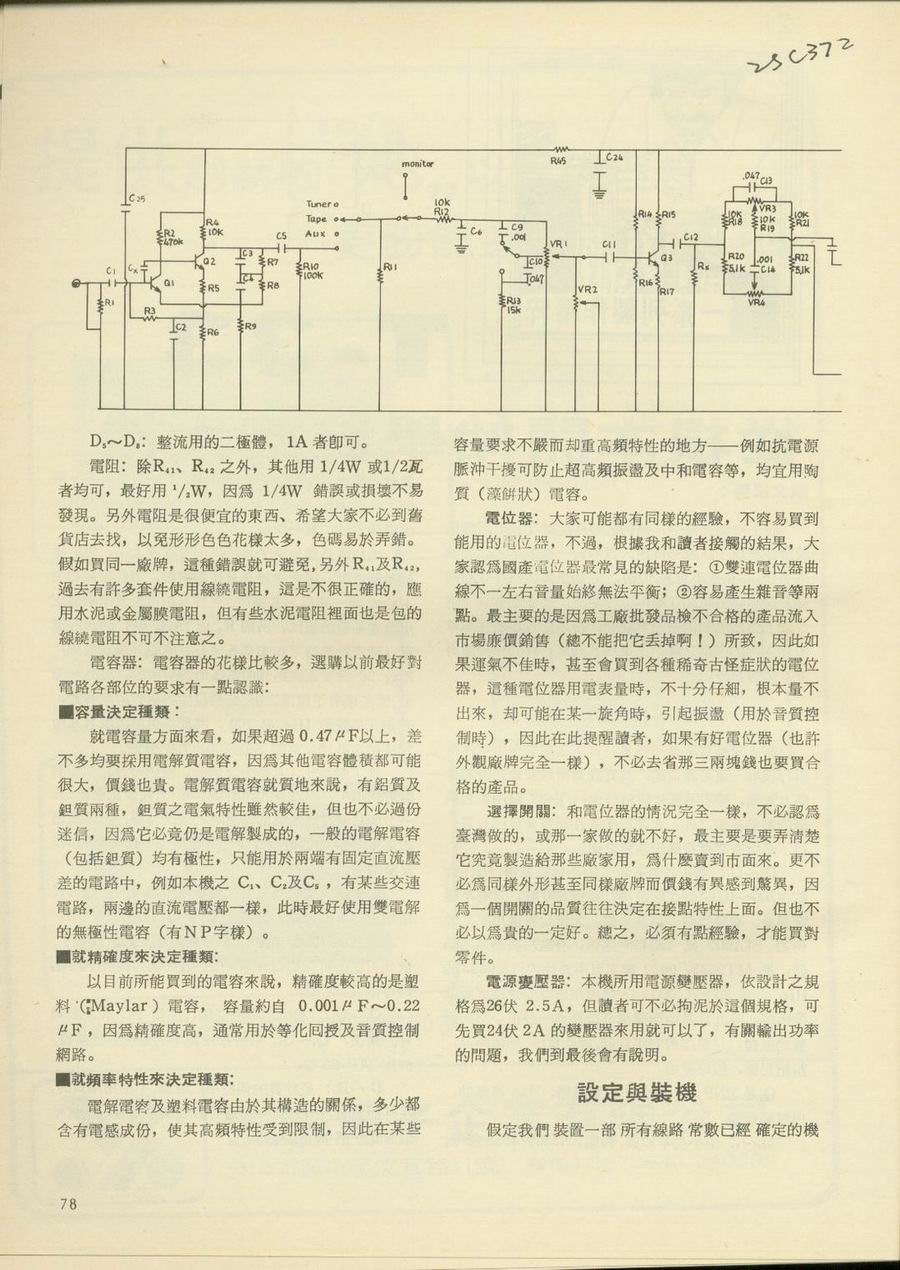 2SC372
monitor
R45
C24
.047
C13
C25
Tuner
Tape
Aux
10K
R12
VR3
10K
R18
10K
R19
10K
R21
R2
470K
R4
10K
C5
C6
C9
.001
R14
R15
C12
Q2
C3
R7
VR1
C11
C1
Cx
Q1
R5
C4
R8
R10
100K
R11
C10
.047
Q3
Rx
R20
5.1K
.001
C14
R22
5.1K
R1
R3
C2
R6
R9
R13
15K
VR2
R16
R17
VR4
D₅～D₈：整流用的二極體，1A 者卽可。
電阻：除R₄₁、R₄₂ 之外，其他用 1/4W 或1/2瓦
者均可，最好用 ¹/₂W，因爲 1/4W 錯誤或損壞不易
發現。另外電阻是很便宜的東西、希望大家不必到舊
貨店去找，以免形形色色花樣太多，色碼易於弄錯。
假如買同一廠牌，這種錯誤就可避免，另外R₄₁及R₄₂，
過去有許多套件使用線繞電阻，這是不很正確的，應
用水泥或金屬膜電阻，但有些水泥電阻裡面也是包的
線繞電阻不可不注意之。
電容器：電容器的花樣比較多，選購以前最好對
電路各部位的要求有一點認識：
■容量決定種類：
就電容量方面來看，如果超過 0.47μF以上，差
不多均要採用電解質電容，因爲其他電容體積都可能
很大，價錢也貴。電解質電容就質地來說，有鋁質及
鉭質兩種，鉭質之電氣特性雖然較佳，但也不必過份
迷信，因爲它必竟仍是電解製成的，一般的電解電容
（包括鉭質）均有極性，只能用於兩端有固定直流壓
差的電路中，例如本機之 C₁、C₂及C₅，有某些交連
電路，兩邊的直流電壓都一樣，此時最好使用雙電解
的無極性電容（有NP字樣）。
■就精確度來決定種類：
以目前所能買到的電容來說，精確度較高的是塑
料（Maylar）電容， 容量約自 0.001μF～0.22
μF，因爲精確度高，通常用於等化囘授及音質控制
網路。
■就頻率特性來決定種類：
電解電容及塑料電容由於其構造的關係，多少都
含有電感成份，使其高頻特性受到限制，因此在某些
容量要求不嚴而却重高頻特性的地方——例如抗電源
脈沖干擾可防止超高頻振盪及中和電容等，均宜用陶
質（藻餅狀）電容。
電位器：大家可能都有同樣的經驗，不容易買到
能用的電位器，不過，根據我和讀者接觸的結果，大
家認爲國產電位器最常見的缺陷是：①雙連電位器曲
線不一左右音量始終無法平衡；②容易產生雜音等兩
點。最主要的是因爲工廠批發品檢不合格的產品流入
市場廉價銷售（總不能把它丢掉啊！）所致，因此如
果運氣不佳時，甚至會買到各種稀奇古怪症狀的電位
器，這種電位器用電表量時，不十分仔細，根本量不
出來，却可能在某一旋角時，引起振盪（用於音質控
制時），因此在此提醒讀者，如果有好電位器（也許
外觀廠牌完全一樣），不必去省那三兩塊錢也要買合
格的產品。
選擇開關：和電位器的情況完全一樣，不必認爲
臺灣做的，或那一家做的就不好，最主要是要弄清楚
它究竟製造給那些廠家用，爲什麼賣到市面來。更不
必爲同樣外形甚至同樣廠牌而價錢有異感到驚異，因
爲一個開關的品質往往決定在接點特性上面。但也不
必以爲貴的一定好。總之，必須有點經驗，才能買對
零件。
電源變壓器：本機所用電源變壓器，依設計之規
格爲26伏 2.5A，但讀者可不必拘泥於這個規格，可
先買24伏 2A 的變壓器來用就可以了，有關輸出功率
的問題，我們到最後會有說明。
設定與裝機
假定我們 裝置一部 所有線路 常數已經 確定的機
78